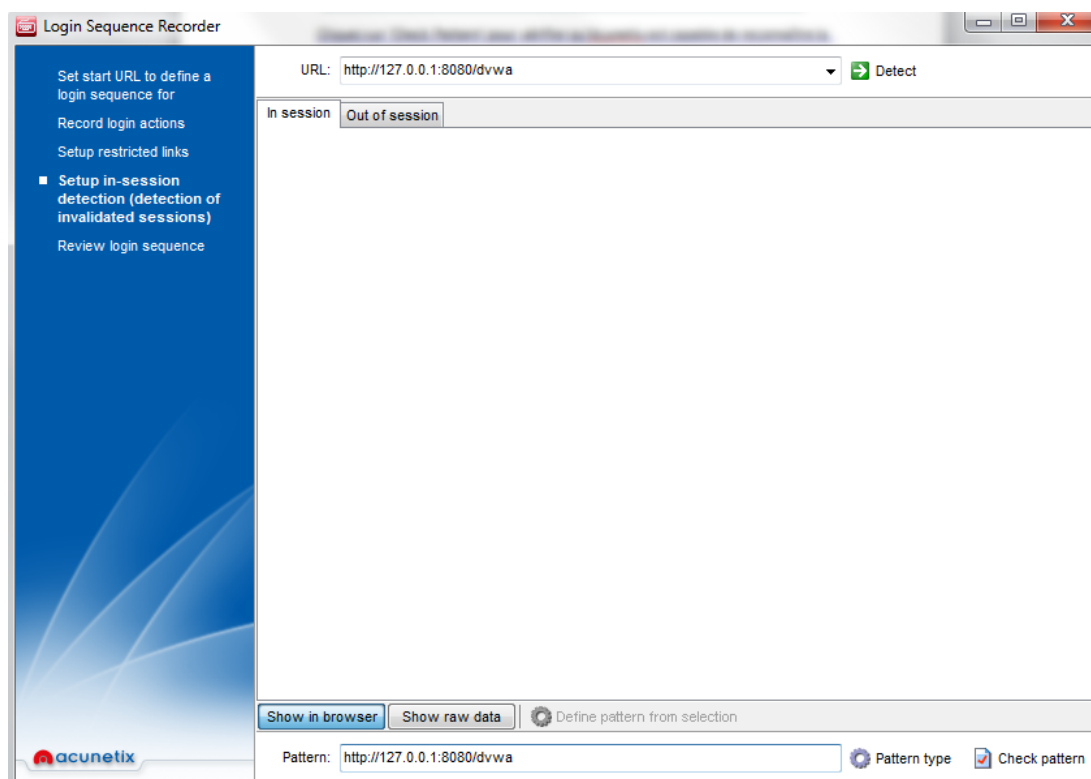 Login Sequence Recorder
Set start URL to define a
login sequence for
Record login actions
Setup restricted links
Setup in-session
detection (detection of
invalidated sessions)
Review login sequence
acunetix
URL: http://127.0.0.1:8080/dvwa Detect
In session Out of session
Show in browser Show raw data Define pattern from selection
Pattern: http://127.0.0.1:8080/dvwa Pattern type Check pattern